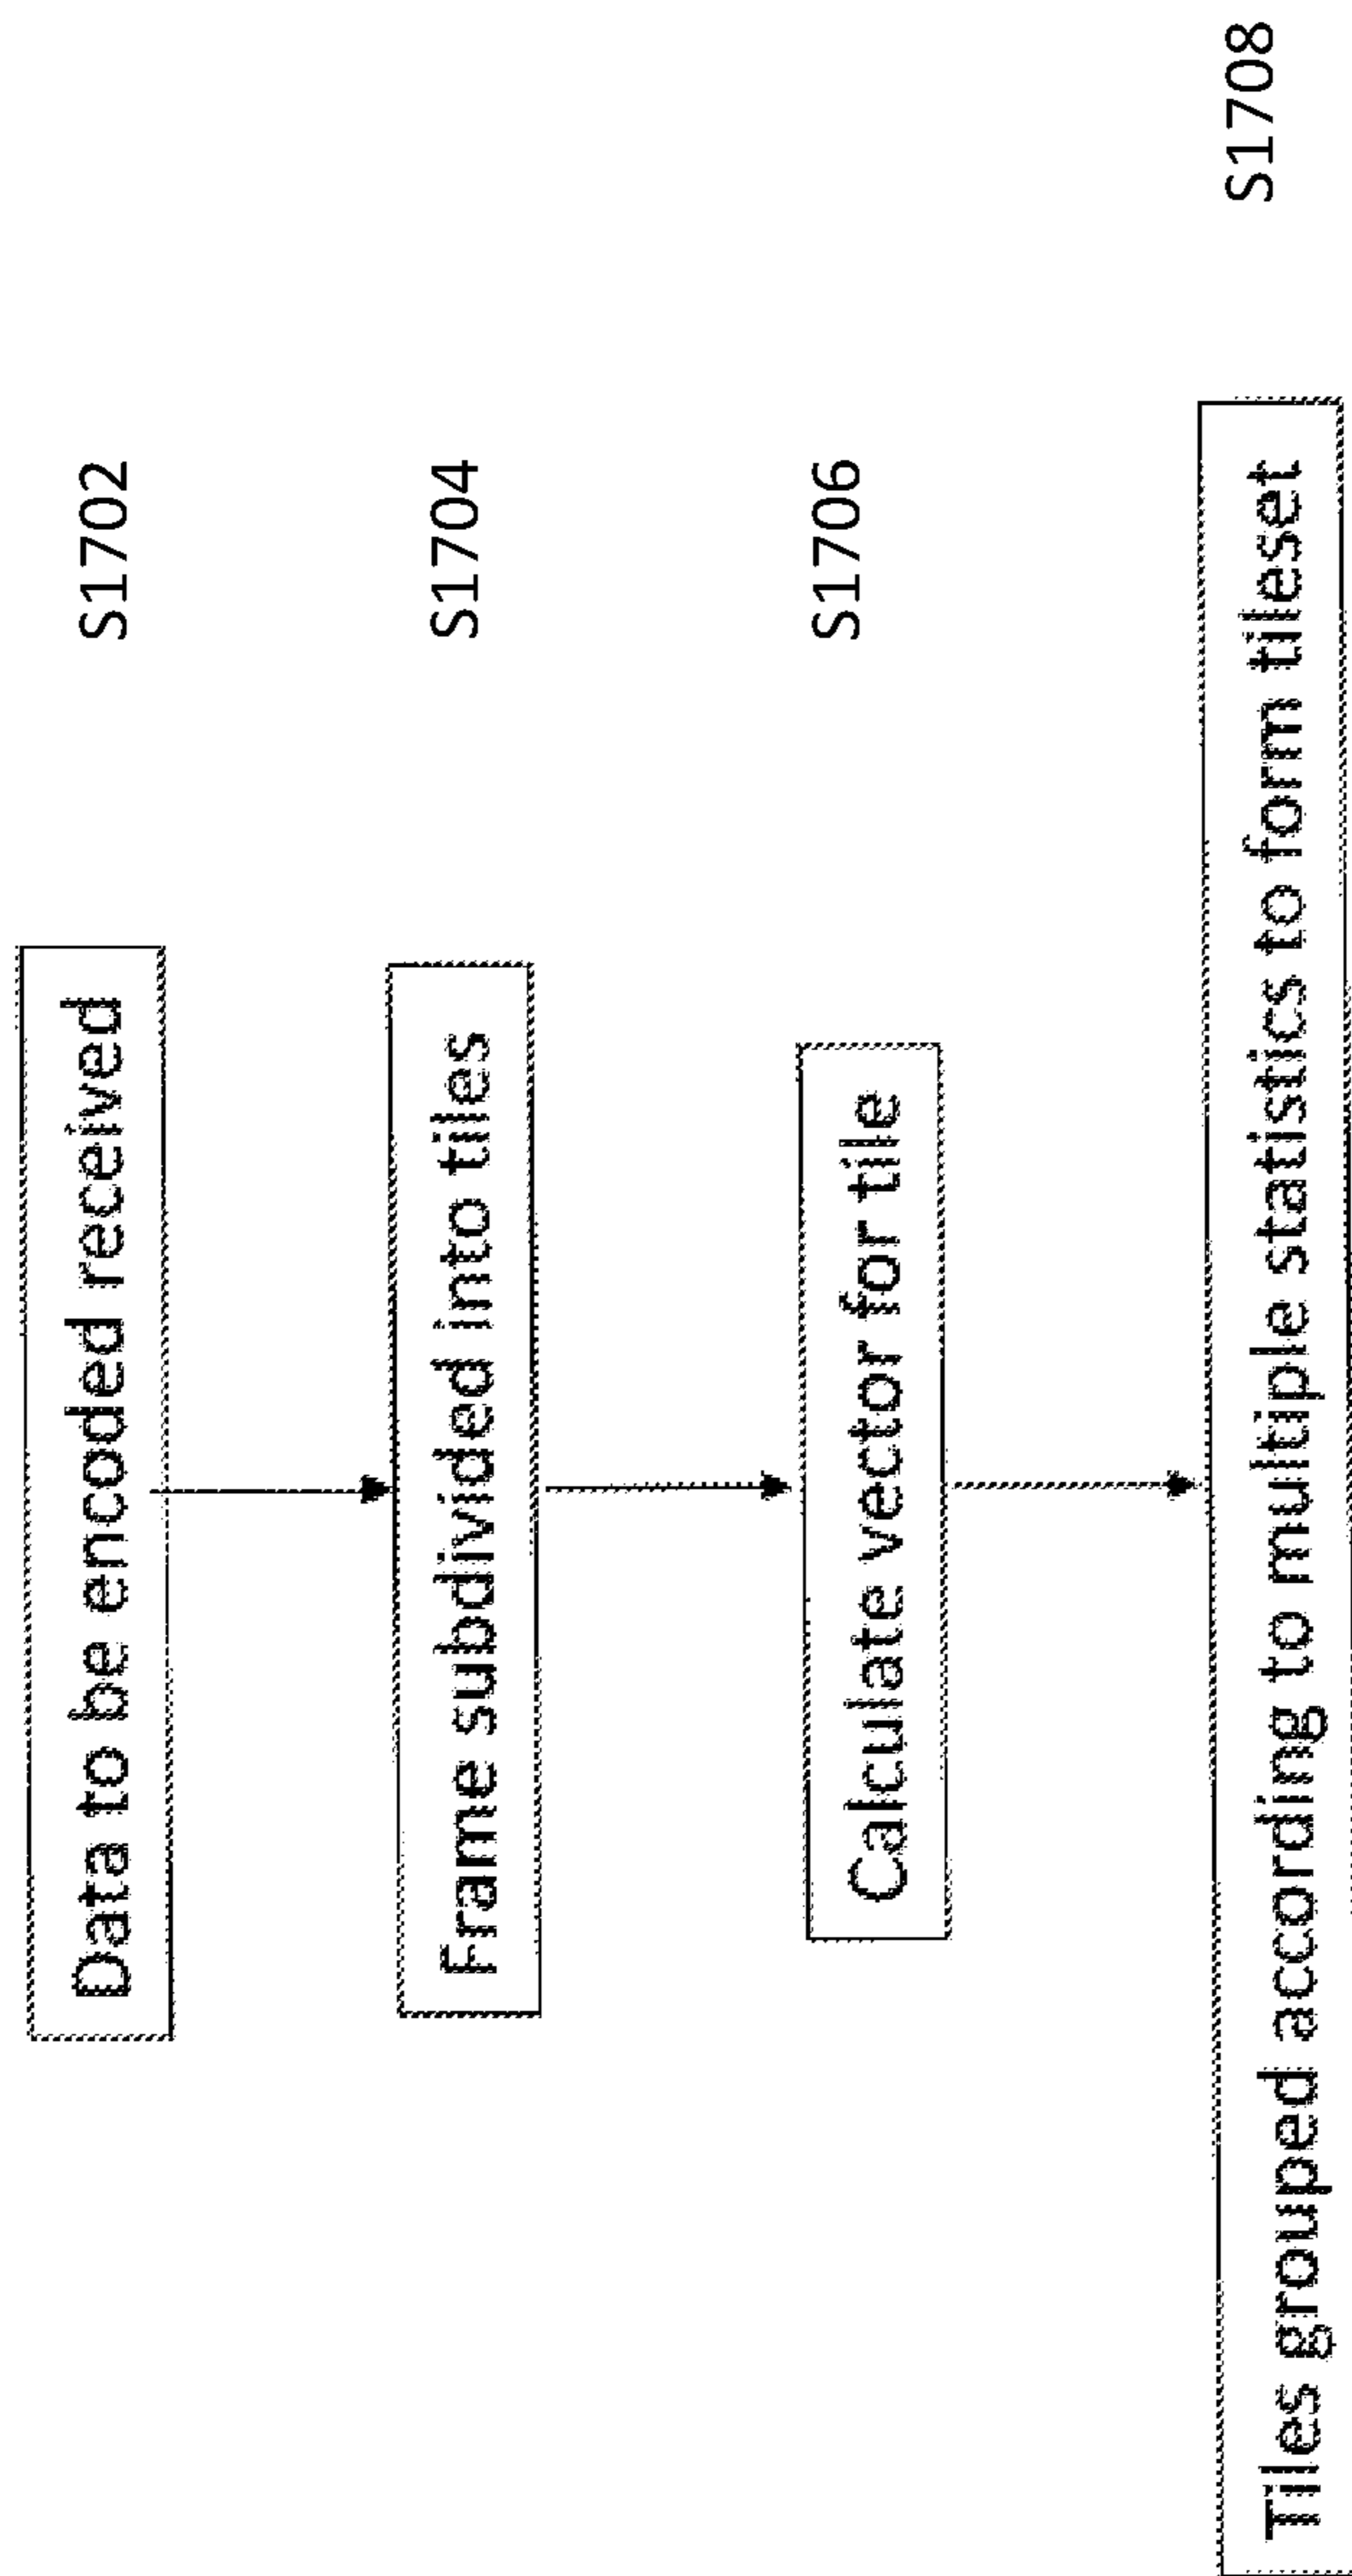 Data to be encoded received
S1702
Frame subdivided into tiles
S1704
Calculate vector for tile
S1706
Tiles grouped according to multiple statistics to form tileset
S1708